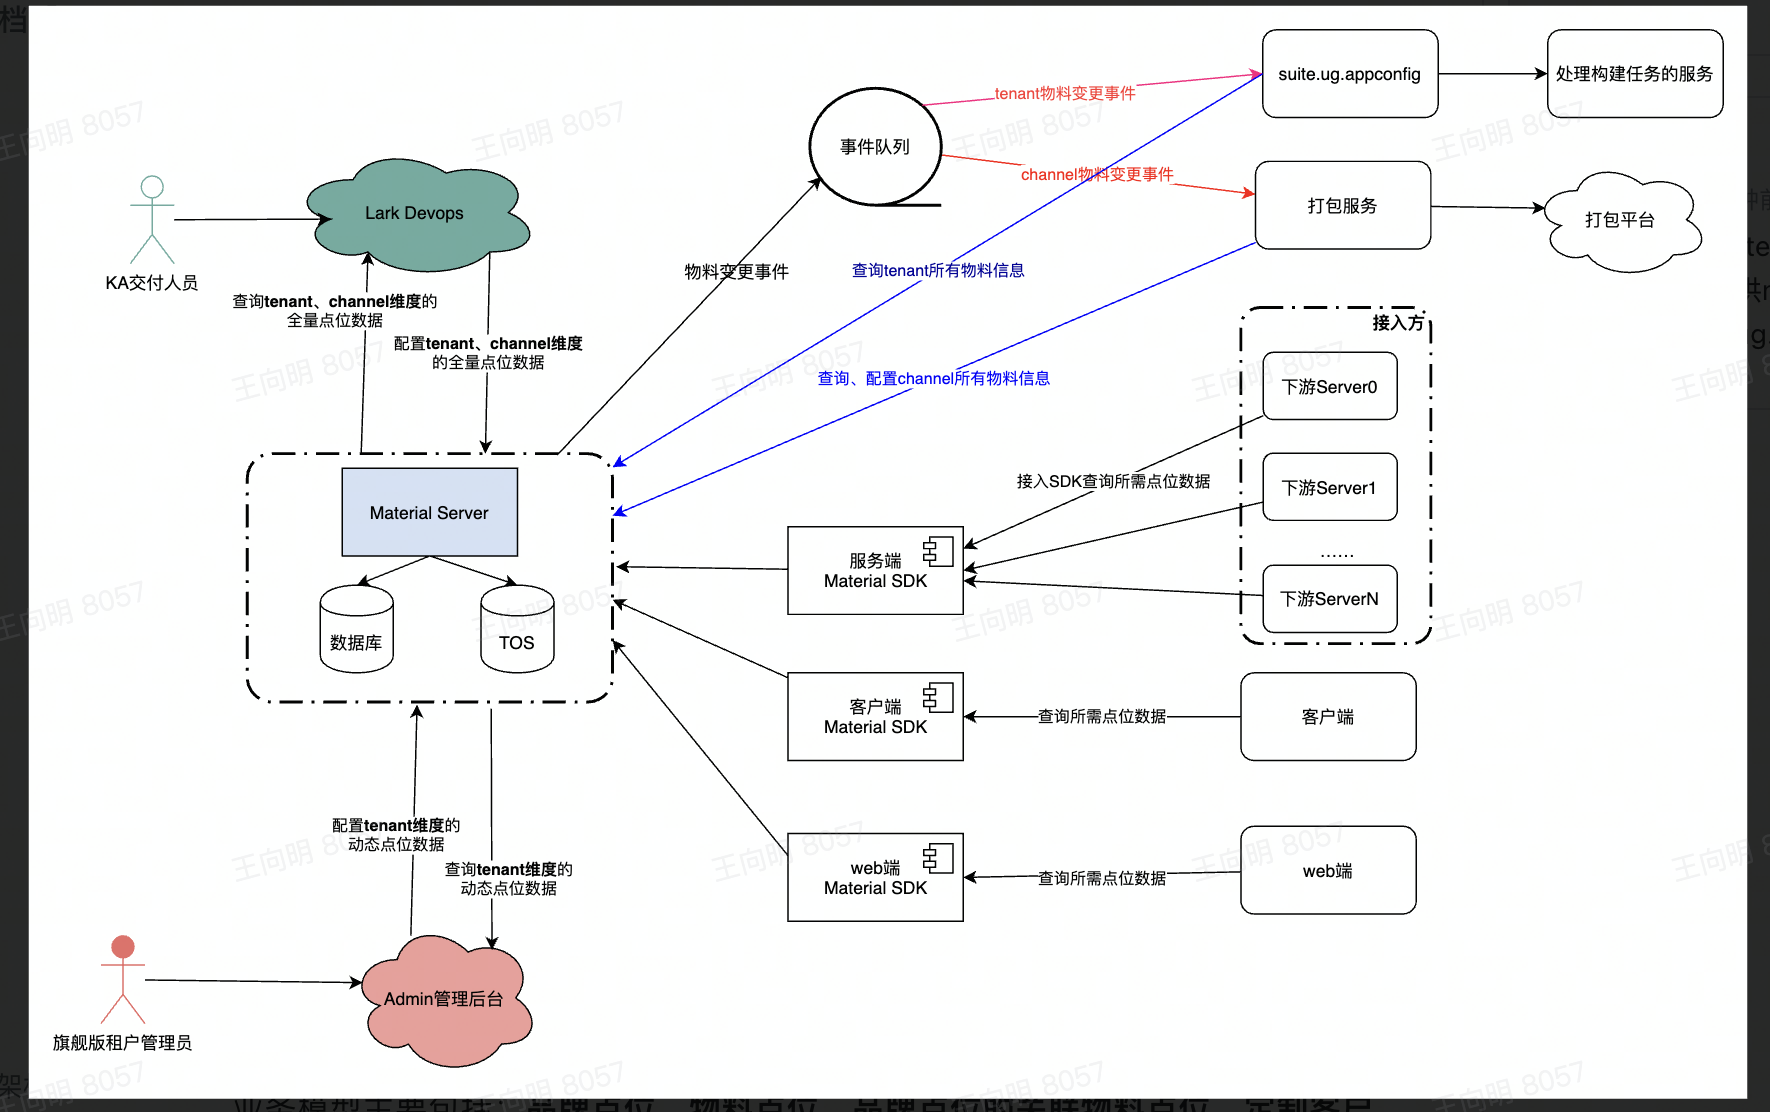 档
suite.ug.appconfig
处理构建任务的服务
tenant物料变更事件
事件队列
channel物料变更事件
打包服务
打包平台
Lark Devops
KA交付人员
查询tenant、channel维度的
全量点位数据
配置tenant、channel维度
的全量点位数据
物料变更事件
查询tenant所有物料信息
查询、配置channel所有物料信息
接入方
下游Server0
下游Server1
……
下游ServerN
接入SDK查询所需点位数据
Material Server
数据库
TOS
服务端
Material SDK
客户端
Material SDK
查询所需点位数据
客户端
web端
Material SDK
查询所需点位数据
web端
配置tenant维度的
动态点位数据
查询tenant维度的
动态点位数据
Admin管理后台
旗舰版租户管理员
王向明 8057